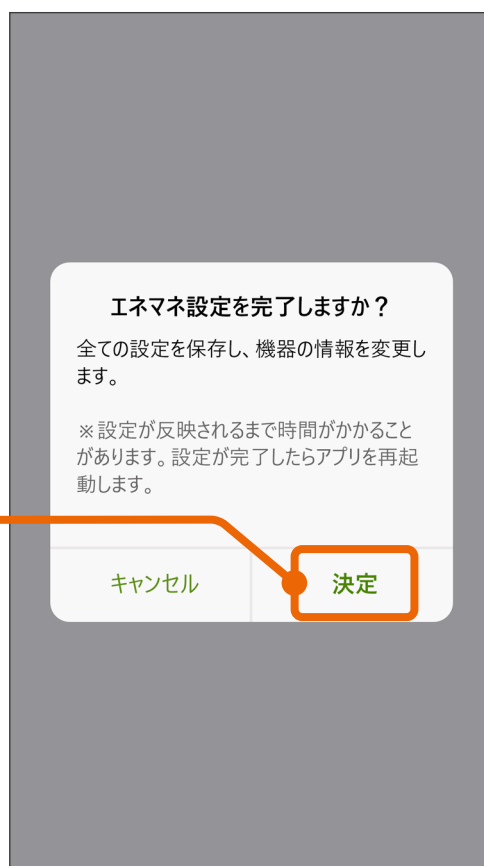 エネマネ設定を完了しますか？
全ての設定を保存し、機器の情報を変更し
ます。
※設定が反映されるまで時間がかかること
があります。設定が完了したらアプリを再起
動します。
キャンセル
決定